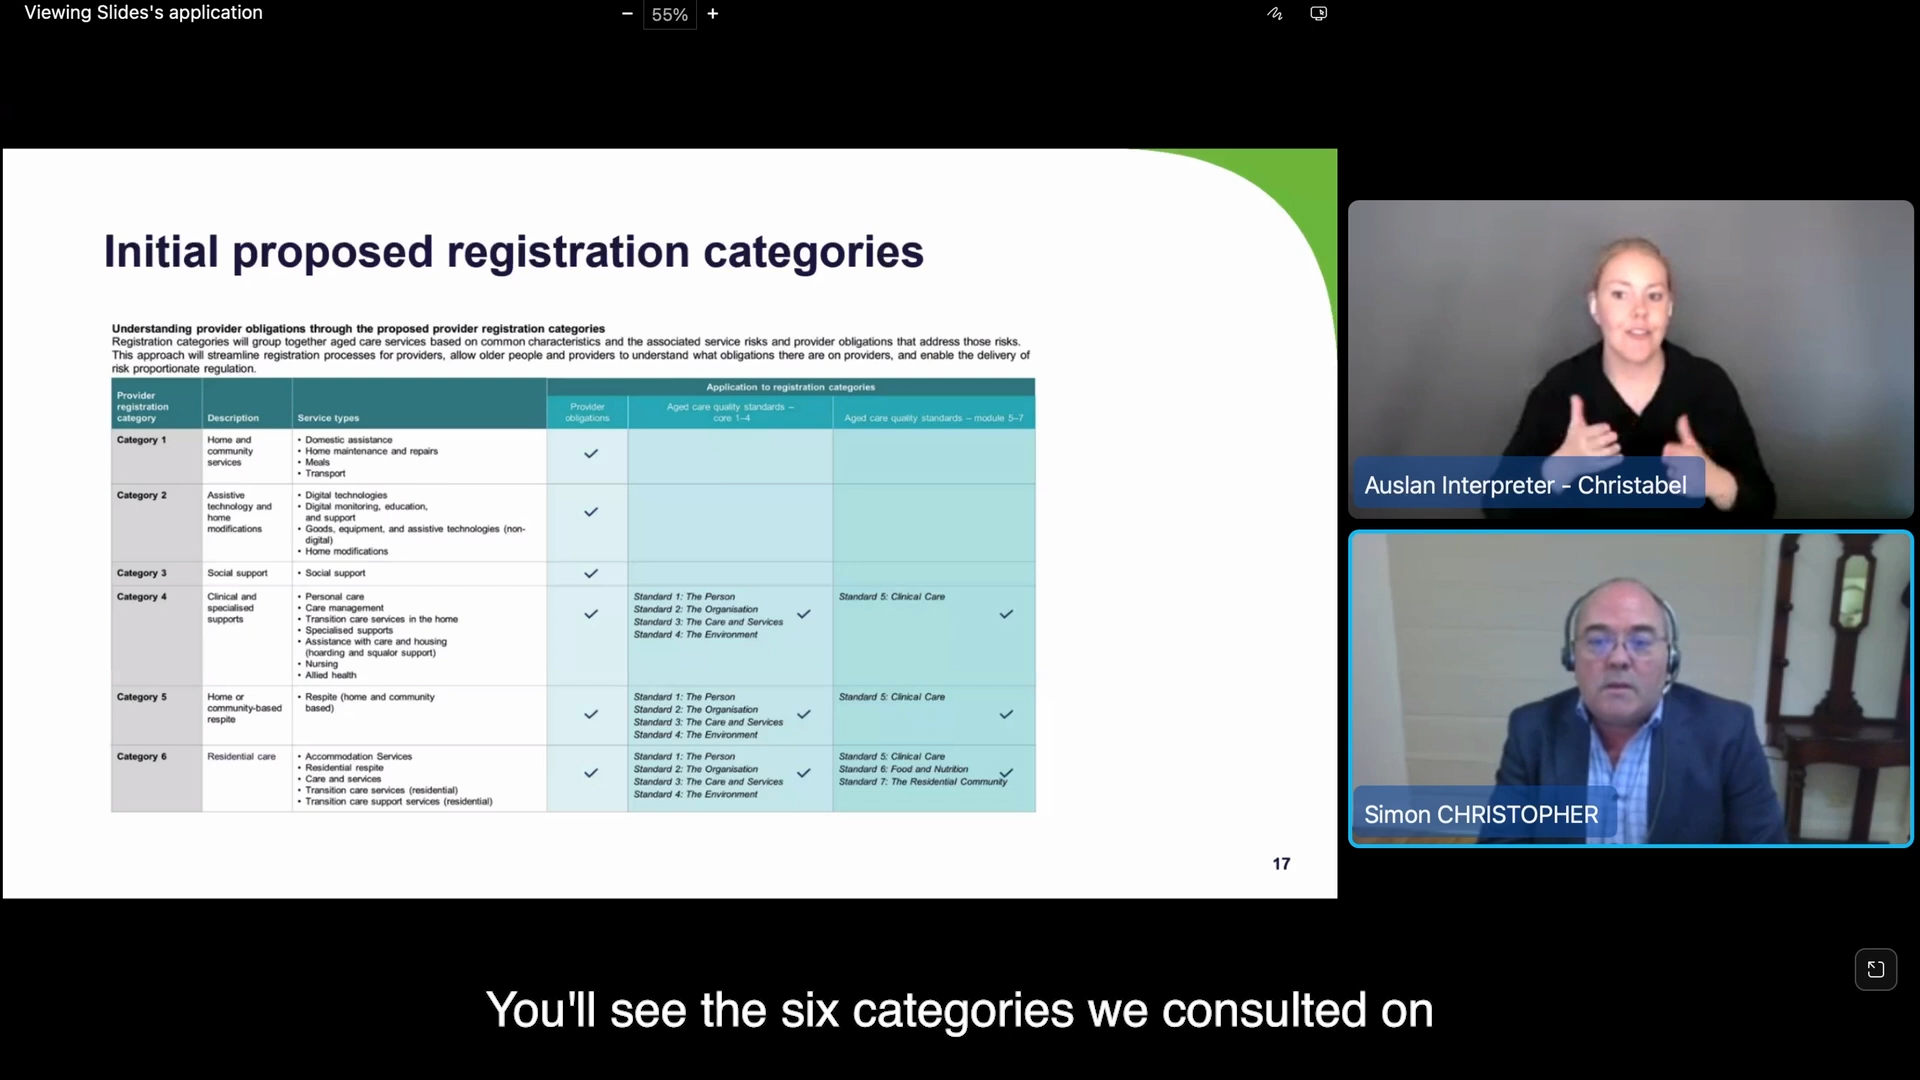 Viewing Slides's application
− 55% +
Initial proposed registration categories
Understanding provider obligations through the proposed provider registration categories
Registration categories will group together aged care services based on common characteristics and the associated service risks and provider obligations that address those risks.
This approach will streamline registration processes for providers, allow older people and providers to understand what obligations there are on providers, and enable the delivery of
risk proportionate regulation.
Provider
registration
category
Description
Service types
Application to registration categories
Provider
obligations
Aged care quality standards –
core 1–4
Aged care quality standards – module 5–7
Category 1
Home and
community
services
• Domestic assistance
• Home maintenance and repairs
• Meals
• Transport
✓
Category 2
Assistive
technology and
home
modifications
• Digital technologies
• Digital monitoring, education,
and support
• Goods, equipment, and assistive technologies (non-
digital)
• Home modifications
✓
Category 3
Social support
• Social support
✓
Category 4
Clinical and
specialised
supports
• Personal care
• Care management
• Transition care services in the home
• Specialised supports
• Assistance with care and housing
(hoarding and squalor support)
• Nursing
• Allied health
✓
Standard 1: The Person
Standard 2: The Organisation
Standard 3: The Care and Services
Standard 4: The Environment
✓
Standard 5: Clinical Care
✓
Category 5
Home or
community-based
respite
• Respite (home and community
based)
✓
Standard 1: The Person
Standard 2: The Organisation
Standard 3: The Care and Services
Standard 4: The Environment
✓
Standard 5: Clinical Care
✓
Category 6
Residential care
• Accommodation Services
• Residential respite
• Care and services
• Transition care services (residential)
• Transition care support services (residential)
✓
Standard 1: The Person
Standard 2: The Organisation
Standard 3: The Care and Services
Standard 4: The Environment
✓
Standard 5: Clinical Care
Standard 6: Food and Nutrition
Standard 7: The Residential Community
✓
17
Auslan Interpreter - Christabel
Simon CHRISTOPHER
You'll see the six categories we consulted on